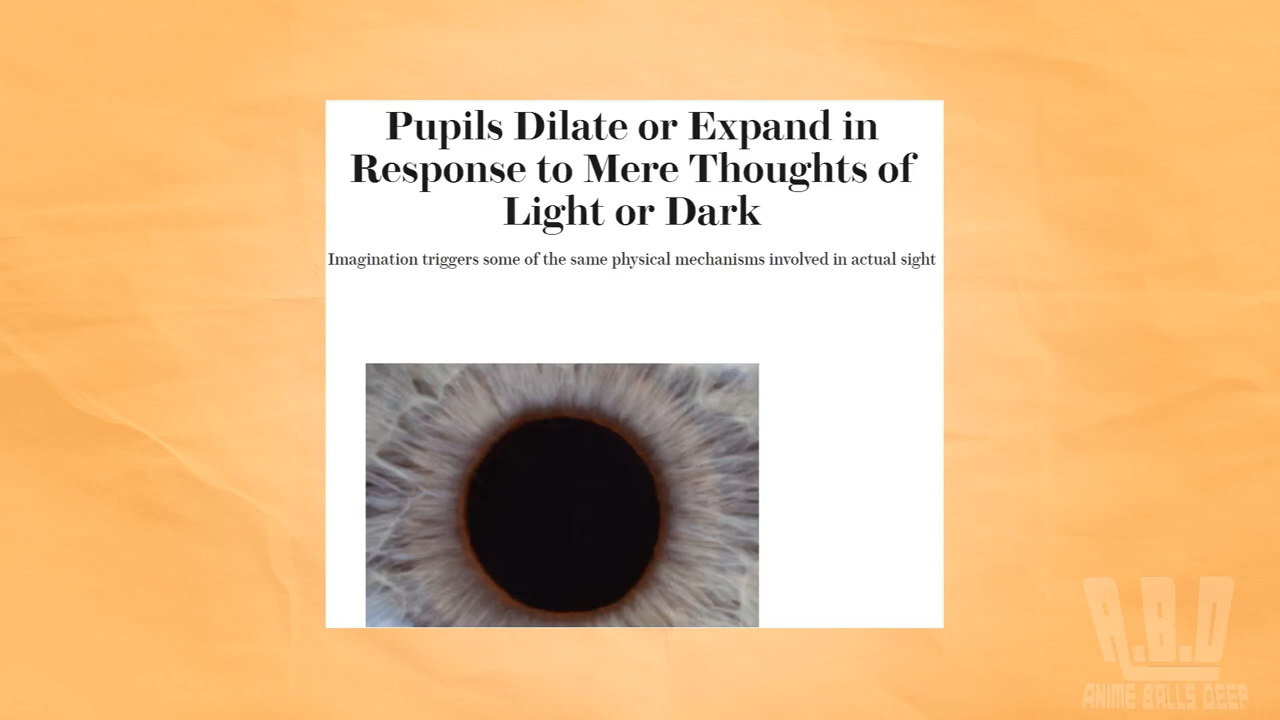 Pupils Dilate or Expand in
Response to Mere Thoughts of
Light or Dark
Imagination triggers some of the same physical mechanisms involved in actual sight
A.B.D
ANIME BALLS DEEP